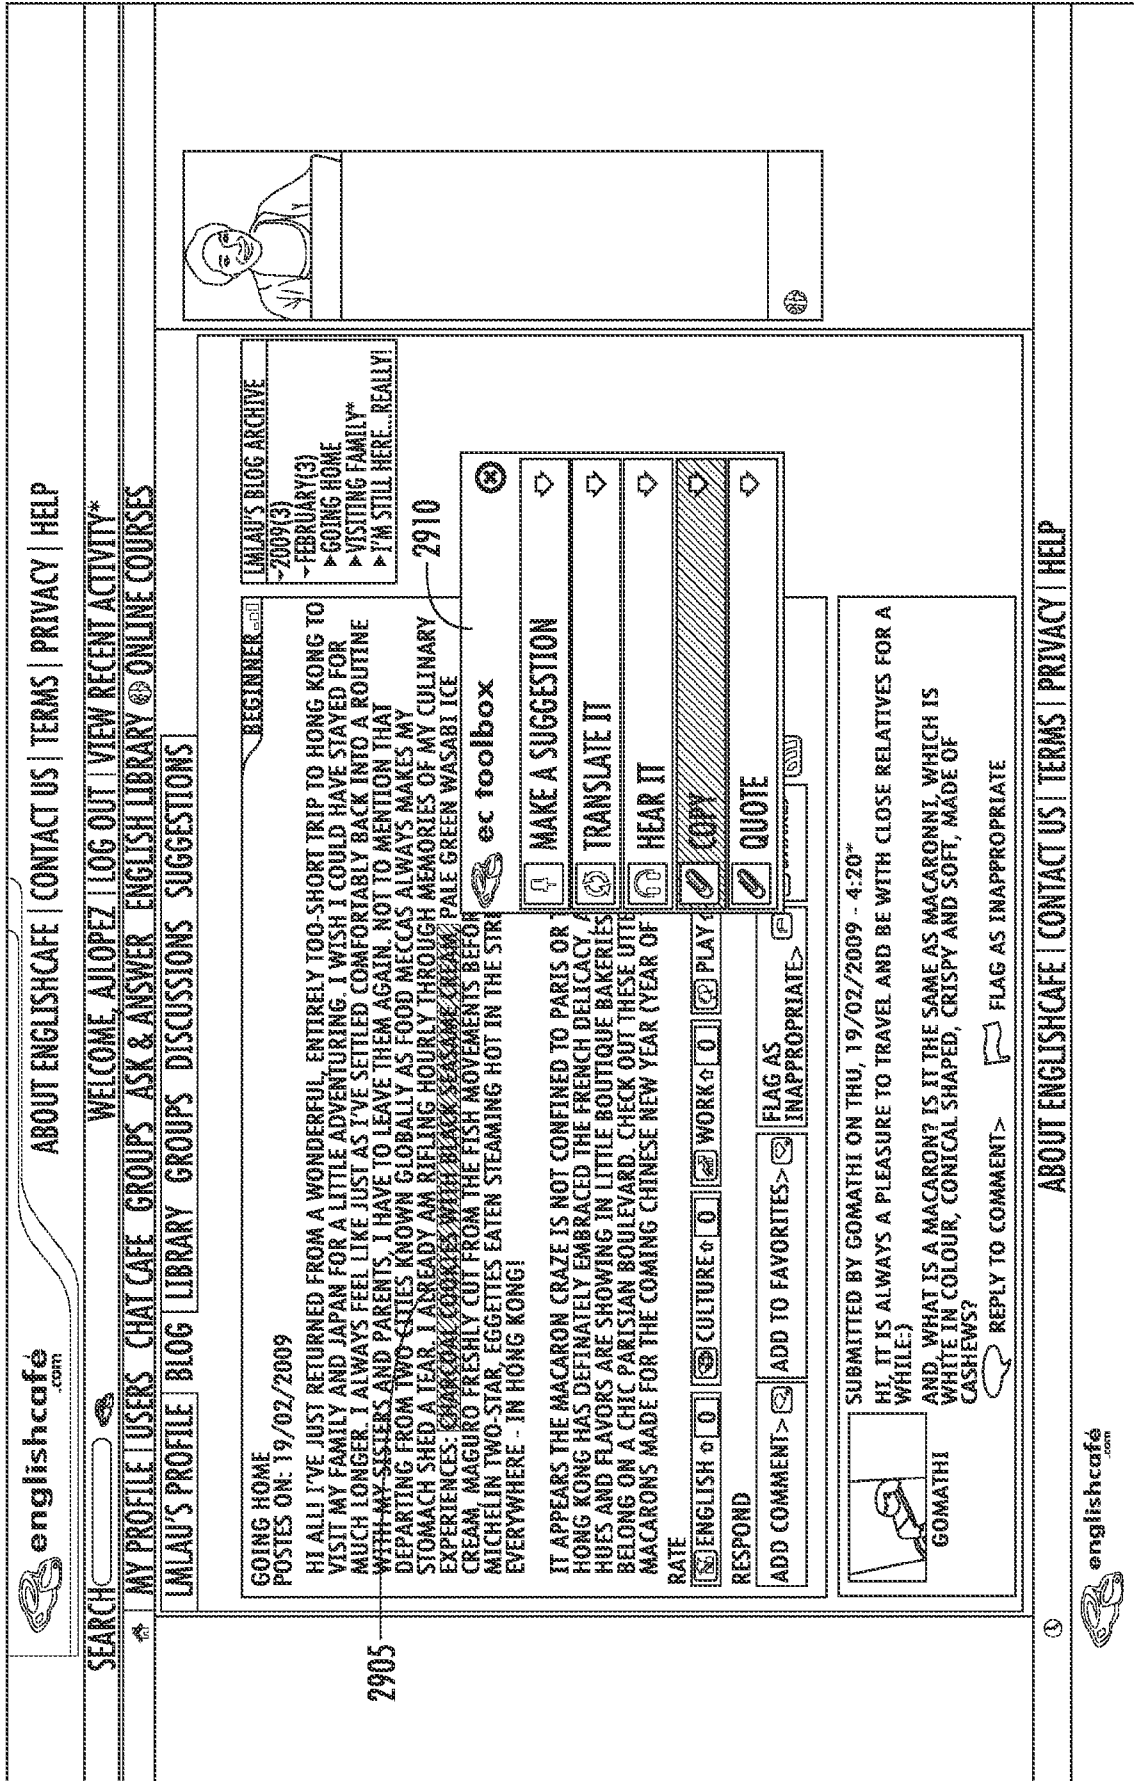 englishcafé
.com
ABOUT ENGLISHCAFE | CONTACT US | TERMS | PRIVACY | HELP
SEARCH
WELCOME, AJLOPEZ | LOG OUT | VIEW RECENT ACTIVITY*
MY PROFILE | USERS CHAT CAFE GROUPS ASK & ANSWER ENGLISH LIBRARY ONLINE COURSES
LMLAU'S PROFILE BLOG LIBRARY GROUPS DISCUSSIONS SUGGESTIONS
BEGINNER
GOING HOME
POSTES ON: 19/02/2009
HI ALL! I'VE JUST RETURNED FROM A WONDERFUL, ENTIRELY TOO-SHORT TRIP TO HONG KONG TO
VISIT MY FAMILY AND JAPAN FOR A LITTLE ADVENTURING. I WISH I COULD HAVE STAYED FOR
MUCH LONGER. I ALWAYS FEEL LIKE JUST AS I'VE SETTLED COMFORTABLY BACK INTO A ROUTINE
WITH MY SISTERS AND PARENTS, I HAVE TO LEAVE THEM AGAIN. NOT TO MENTION THAT
DEPARTING FROM TWO CITIES KNOWN GLOBALLY AS FOOD MECCAS ALWAYS MAKES MY
STOMACH SHED A TEAR. I ALREADY AM RIFLING HOURLY THROUGH MEMORIES OF MY CULINARY
EXPERIENCES: CHARCOAL COOKIES WITH BLACK SEASAME CREAM, PALE GREEN WASABI ICE
CREAM, MAGURO FRESHLY CUT FROM THE FISH MOVEMENTS BEFOR
MICHELIN TWO-STAR, EGGETTES EATEN STEAMING HOT IN THE STRE
EVERYWHERE - IN HONG KONG!
IT APPEARS THE MACARON CRAZE IS NOT CONFINED TO PARIS OR
HONG KONG HAS DEFINATELY EMBRACED THE FRENCH DELICACY A
HUES AND FLAVORS ARE SHOWING IN LITTLE BOUTIQUE BAKERIES
BELONG ON A CHIC PARISIAN BOULEVARD. CHECK OUT THESE UTTE
MACARONS MADE FOR THE COMING CHINESE NEW YEAR (YEAR OF
RATE
ENGLISH 0 CULTURE 0 WORK 0 PLAY
RESPOND
ADD COMMENT> ADD TO FAVORITES> FLAG AS
INAPPROPRIATE>
LMLAU'S BLOG ARCHIVE
2009(3)
FEBRUARY(3)
GOING HOME
VISITING FAMILY*
I'M STILL HERE...REALLY!
2910
ec toolbox
MAKE A SUGGESTION
TRANSLATE IT
HEAR IT
COPY
QUOTE
2905
GOMATHI
SUBMITTED BY GOMATHI ON THU, 19/02/2009 - 4:20*
HI, IT IS ALWAYS A PLEASURE TO TRAVEL AND BE WITH CLOSE RELATIVES FOR A
WHILE:)
AND, WHAT IS A MACARON? IS IT THE SAME AS MACARONNI, WHICH IS
WHITE IN COLOUR, CONICAL SHAPED, CRISPY AND SOFT, MADE OF
CASHEWS?
REPLY TO COMMENT> FLAG AS INAPPROPRIATE
ABOUT ENGLISHCAFE | CONTACT US | TERMS | PRIVACY | HELP
englishcafé
.com